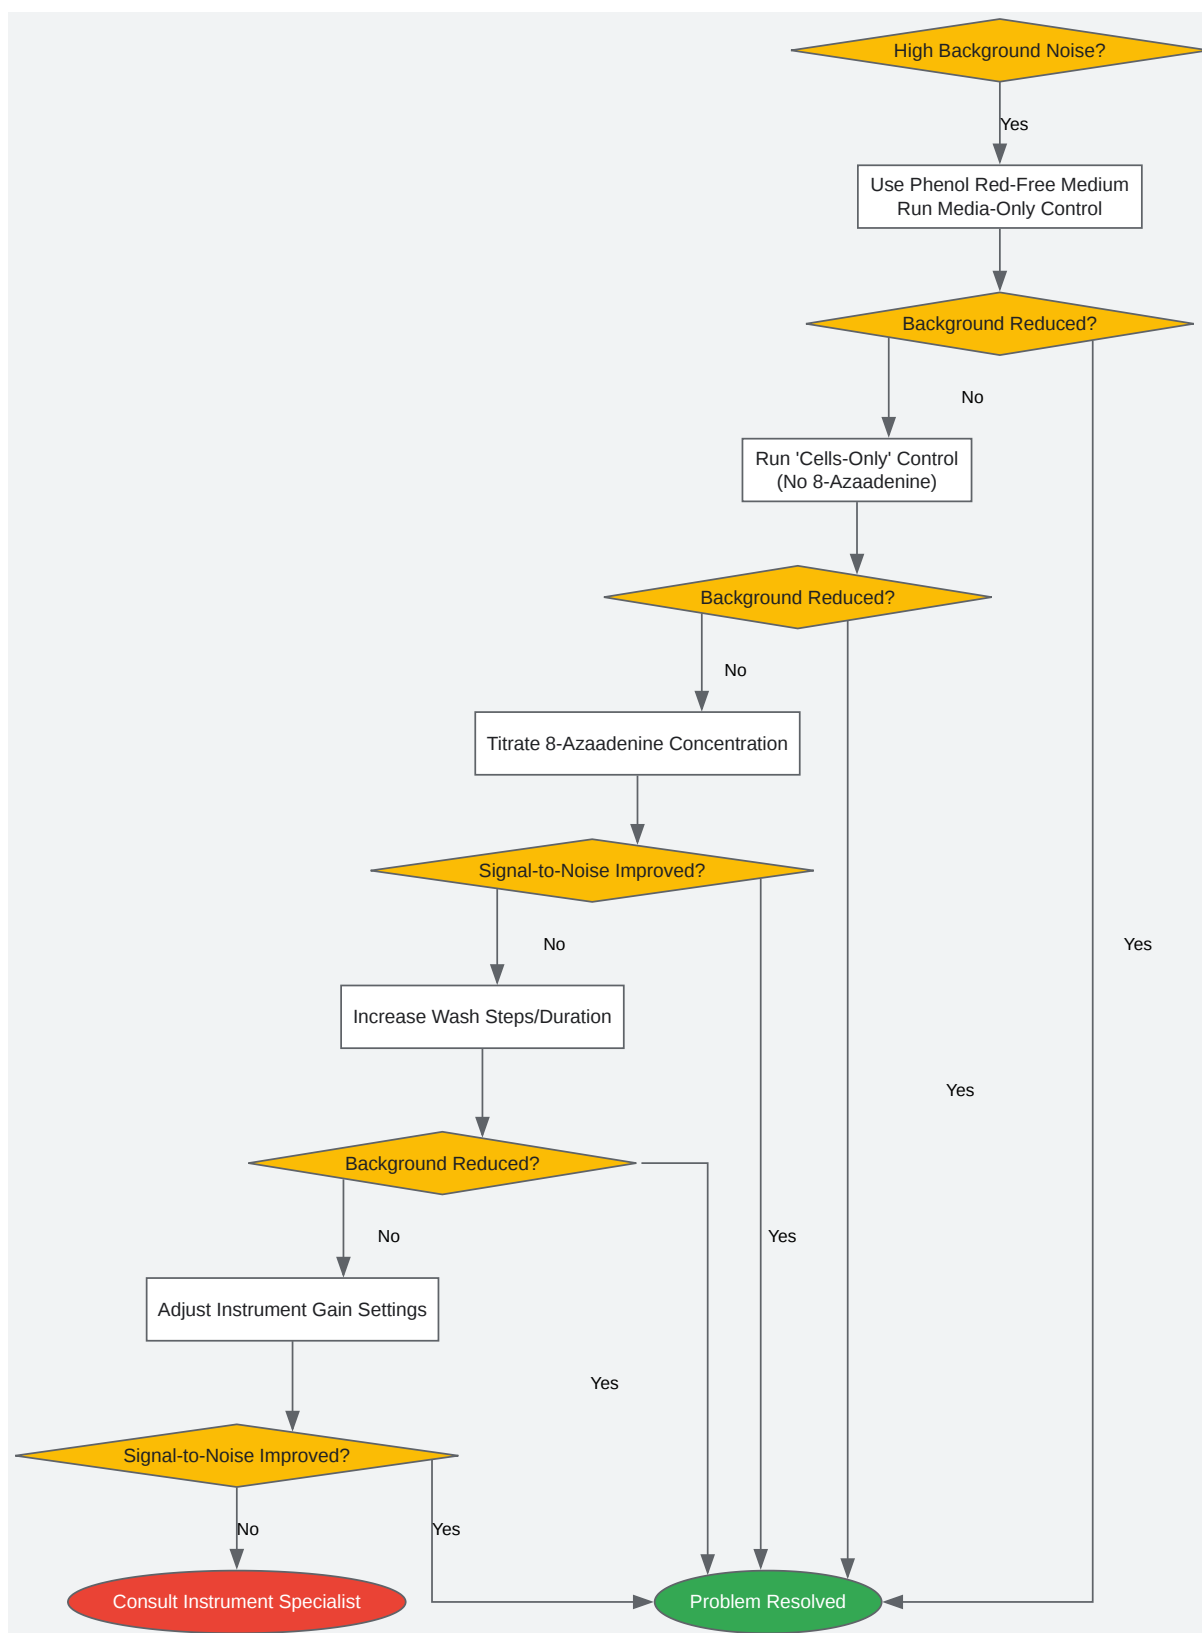 High Background Noise?
Yes
Use Phenol Red-Free Medium
Run Media-Only Control
Background Reduced?
No
Run 'Cells-Only' Control
(No 8-Azaadenine)
Background Reduced?
No
Titrate 8-Azaadenine Concentration
Signal-to-Noise Improved?
No
Yes
Increase Wash Steps/Duration
Yes
Background Reduced?
No
Yes
Adjust Instrument Gain Settings
Yes
Signal-to-Noise Improved?
No
Yes
Consult Instrument Specialist
Problem Resolved